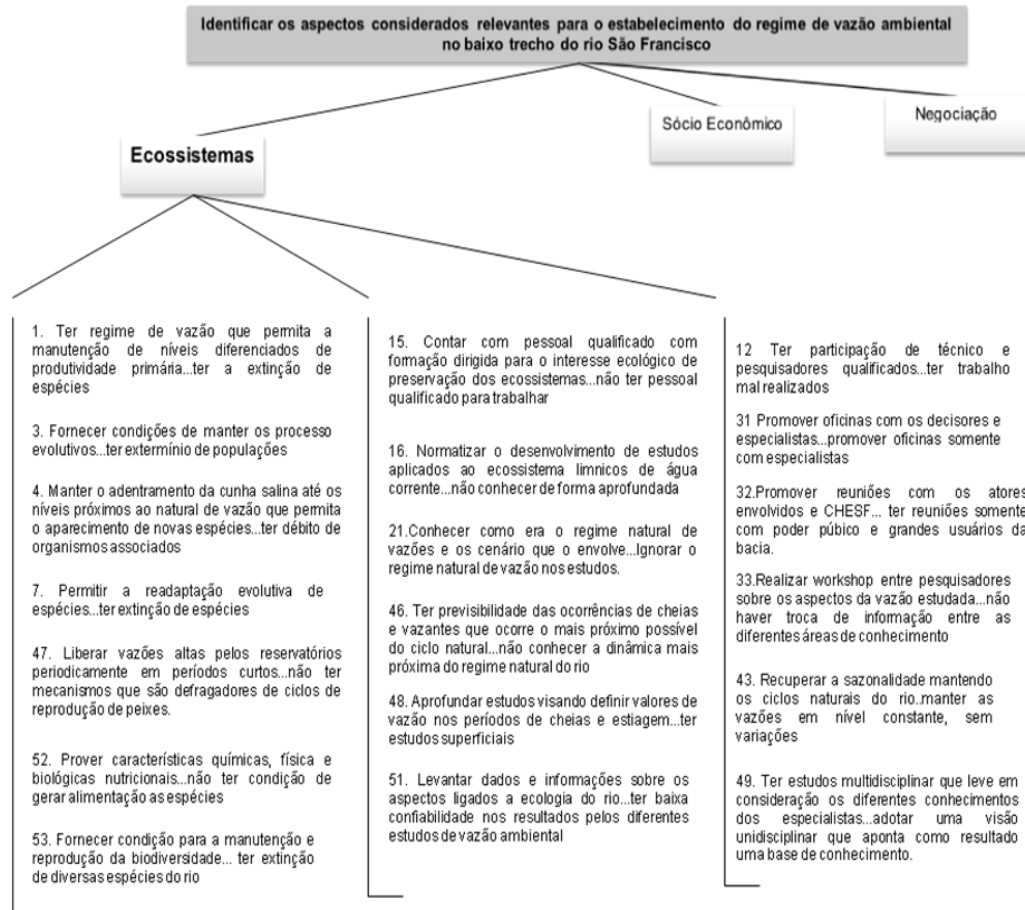 Identificar os aspectos considerados relevantes para o estabelecimento do regime de vazão ambiental
no baixo trecho do rio São Francisco
Ecossistemas
Sócio Econômico
Negociação
1. Ter regime de vazão que permita a
manutenção de níveis diferenciados de
produtividade primária...ter a extinção de
espécies
3. Fornecer condições de manter os processo
evolutivos...ter extermínio de populações
4. Manter o adentramento da cunha salina até os
níveis próximos ao natural de vazão que permita
o aparecimento de novas espécies...ter débito de
organismos associados
7. Permitir a readaptação evolutiva de
espécies...ter extinção de espécies
47. Liberar vazões altas pelos reservatórios
periodicamente em períodos curtos...não ter
mecanismos que são defragadores de ciclos de
reprodução de peixes.
52. Prover características químicas, física e
biológicas nutricionais...não ter condição de
gerar alimentação as espécies
53. Fornecer condição para a manutenção e
reprodução da biodiversidade... ter extinção
de diversas espécies do rio
15. Contar com pessoal qualificado com
formação dirigida para o interesse ecológico de
preservação dos ecossistemas...não ter pessoal
qualificado para trabalhar
16. Normatizar o desenvolvimento de estudos
aplicados ao ecossistema limnicos de água
corrente...não conhecer de forma aprofundada
21.Conhecer como era o regime natural de
vazões e os cenário que o envolve...Ignorar o
regime natural de vazão nos estudos.
46. Ter previsibilidade das ocorrências de cheias
e vazantes que ocorre o mais próximo possível
do ciclo natural...não conhecer a dinâmica mais
próxima do regime natural do rio
48. Aprofundar estudos visando definir valores de
vazão nos períodos de cheias e estiagem...ter
estudos superficiais
51. Levantar dados e informações sobre os
aspectos ligados a ecologia do rio...ter baixa
confiabilidade nos resultados pelos diferentes
estudos de vazão ambiental
12 Ter participação de técnico e
pesquisadores qualificados...ter trabalho
mal realizados
31 Promover oficinas com os decisores e
especialistas...promover oficinas somente
com especialistas
32.Promover reuniões com os atores
envolvidos e CHESF... ter reuniões somente
com poder púbico e grandes usuários da
bacia.
33.Realizar workshop entre pesquisadores
sobre os aspectos da vazão estudada...não
haver troca de informação entre as
diferentes áreas de conhecimento
43. Recuperar a sazonalidade mantendo
os ciclos naturais do rio..manter as
vazões em nível constante, sem
variações
49. Ter estudos multidisciplinar que leve em
consideração os diferentes conhecimentos
dos especialistas...adotar uma visão
unidisciplinar que aponta como resultado
uma base de conhecimento.